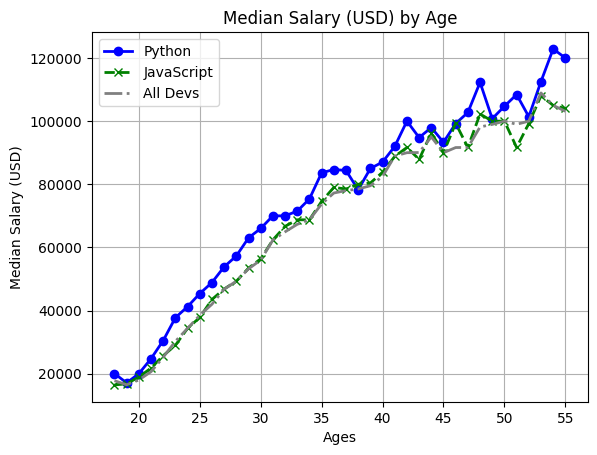 Median Salary (USD) by Age
Python
JavaScript
All Devs
Median Salary (USD)
120000
100000
80000
60000
40000
20000
20 25 30 35 40 45 50 55
Ages